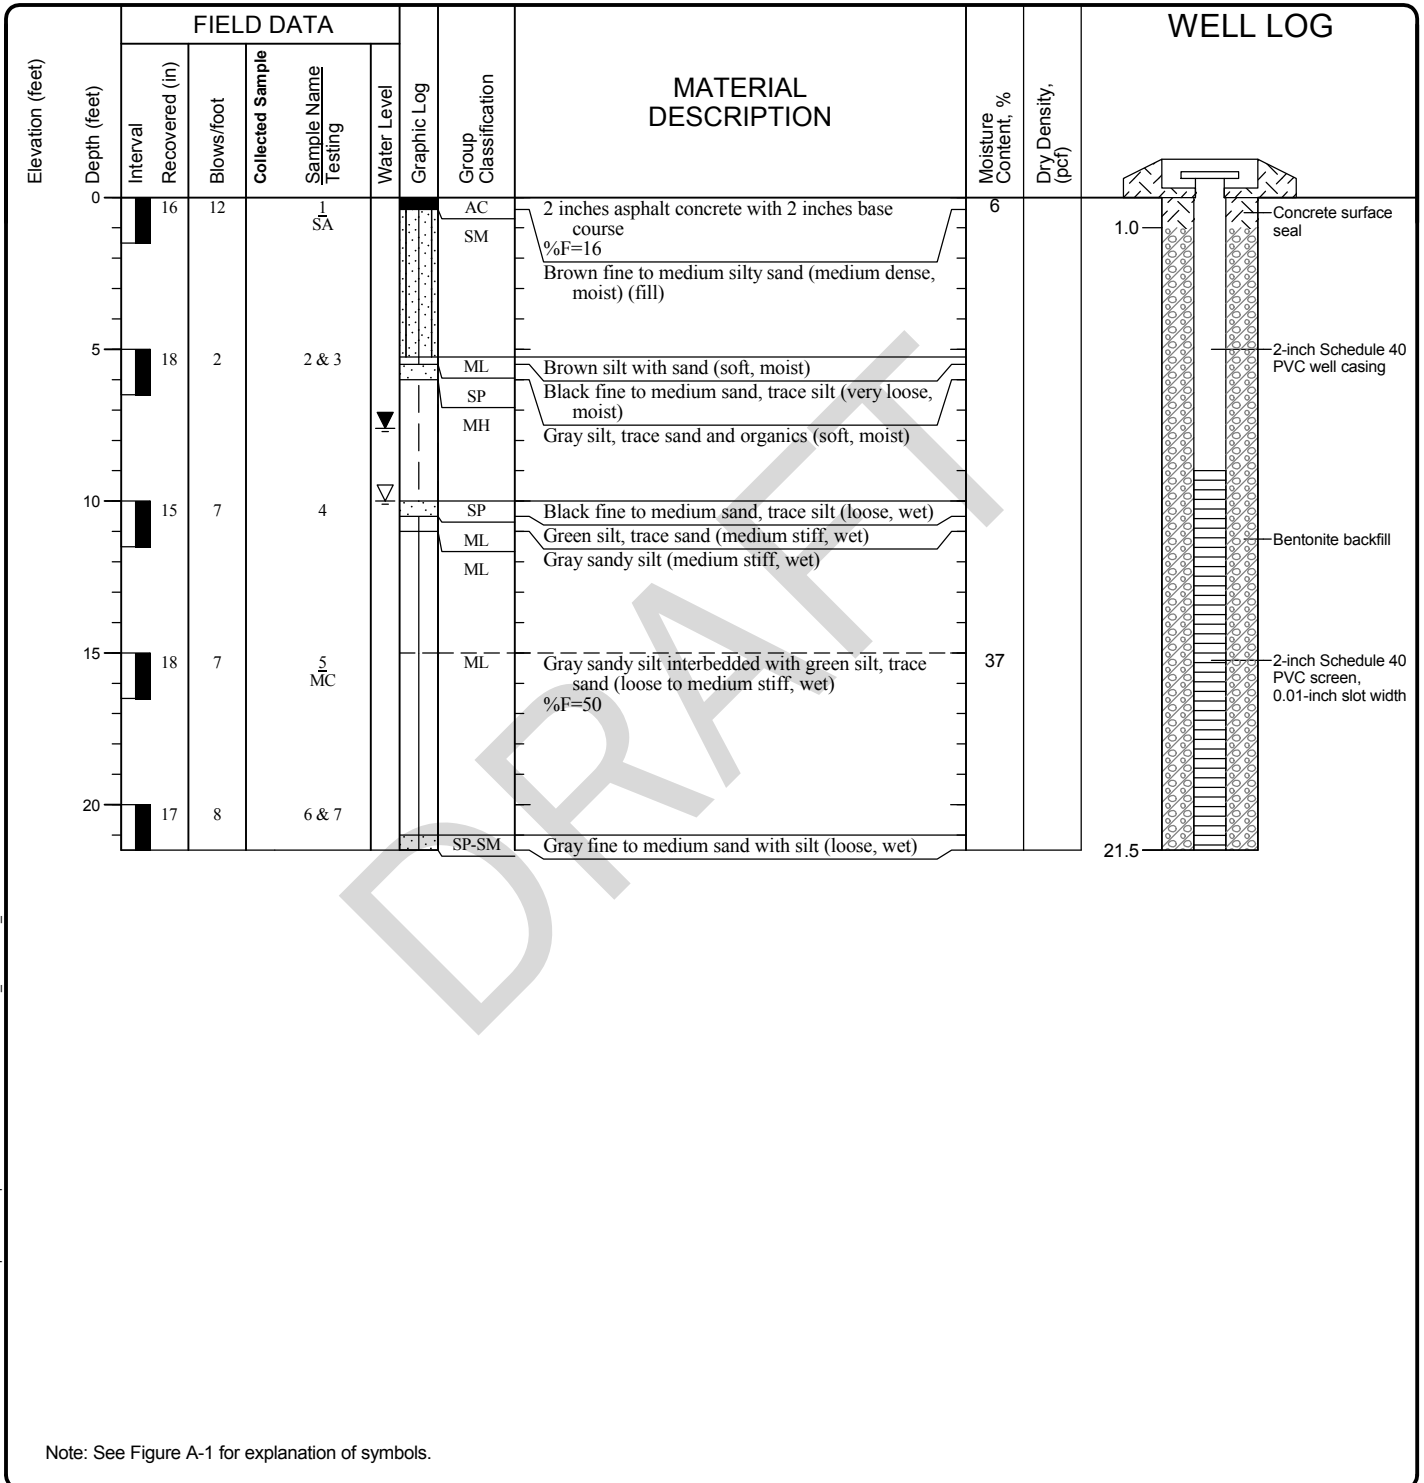 FIELD DATA
WELL LOG
Elevation (feet)
Depth (feet)
Interval
Recovered (in)
Blows/foot
Collected Sample
Sample Name
Testing
Water Level
Graphic Log
Group
Classification
MATERIAL
DESCRIPTION
Moisture
Content, %
Dry Density,
(pcf)
0
16
12
1
SA
AC
2 inches asphalt concrete with 2 inches base
course
%F=16
6
SM
Brown fine to medium silty sand (medium dense,
moist) (fill)
1.0
Concrete surface
seal
5
18
2
2 & 3
ML
Brown silt with sand (soft, moist)
SP
Black fine to medium sand, trace silt (very loose,
moist)
MH
Gray silt, trace sand and organics (soft, moist)
2-inch Schedule 40
PVC well casing
10
15
7
4
SP
Black fine to medium sand, trace silt (loose, wet)
ML
Green silt, trace sand (medium stiff, wet)
ML
Gray sandy silt (medium stiff, wet)
Bentonite backfill
15
18
7
5
MC
ML
Gray sandy silt interbedded with green silt, trace
sand (loose to medium stiff, wet)
%F=50
37
2-inch Schedule 40
PVC screen,
0.01-inch slot width
20
17
8
6 & 7
SP-SM
Gray fine to medium sand with silt (loose, wet)
21.5
DRAFT
Note: See Figure A-1 for explanation of symbols.